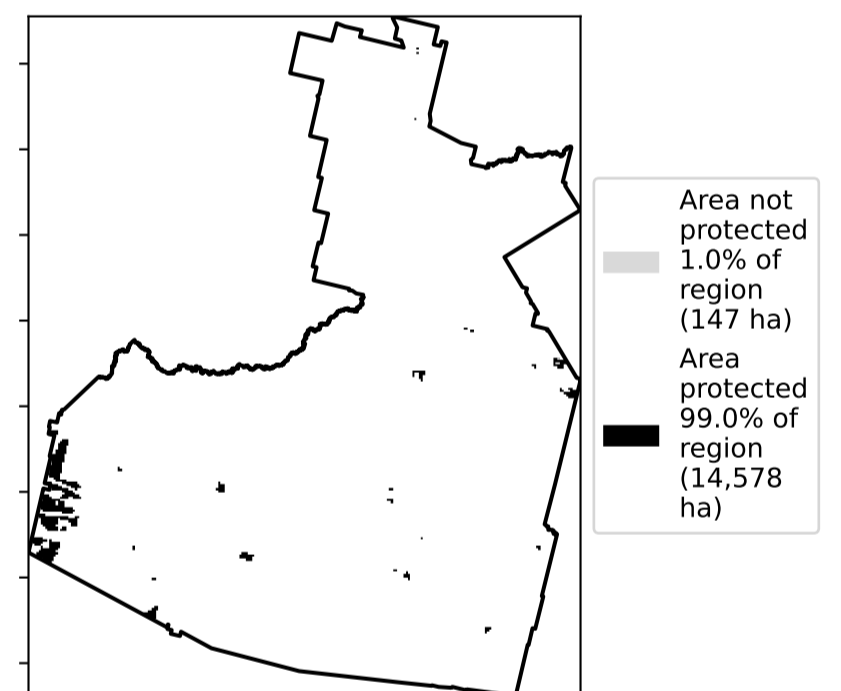 Area not
protected
1.0% of
region
(147 ha)
Area
protected
99.0% of
region
(14,578
ha)